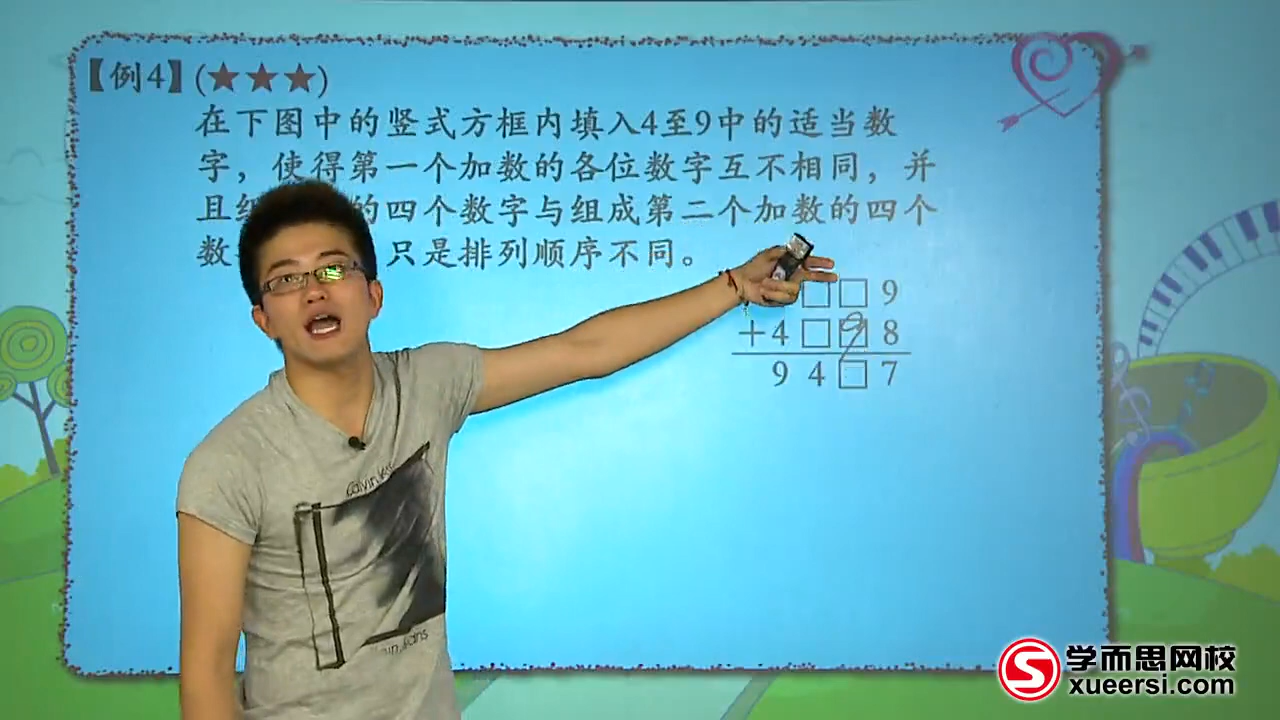 【例4】(★★★)
在下图中的竖式方框内填入4至9中的适当数
字，使得第一个加数的各位数字互不相同，并
且组 的四个数字与组成第二个加数的四个
数 只是排列顺序不同。
□□9
+4□□8
9
94□7
Calvin Klein
Jeans
学而思网校
xueersi.com